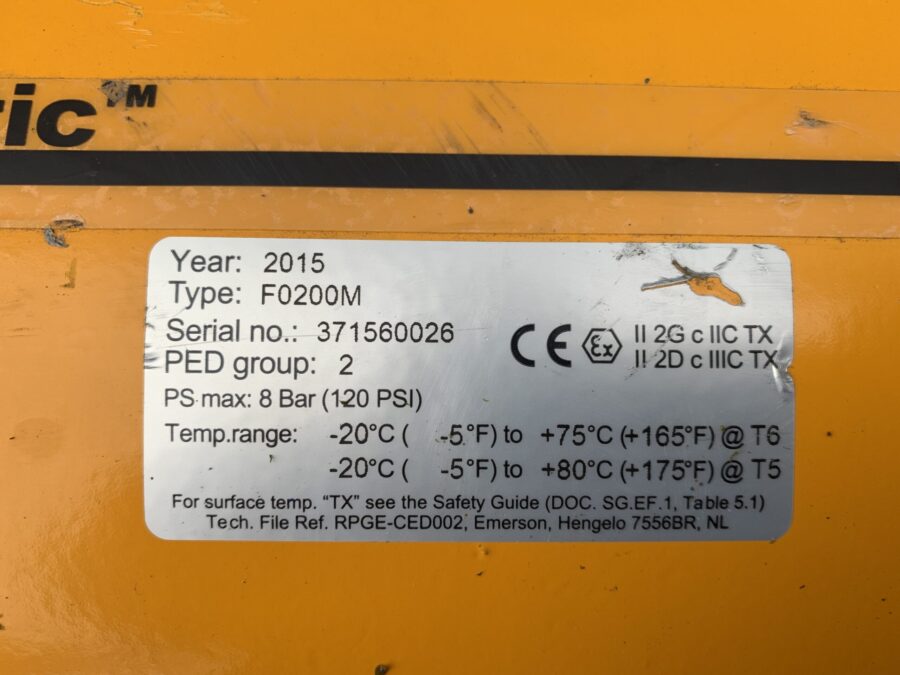 ric™
Year: 2015
Type: F0200M
Serial no.: 371560026
PED group: 2
PS max: 8 Bar (120 PSI)
CE Ex II 2G c IIC TX
II 2D c IIIC TX
Temp.range: -20°C ( -5°F) to +75°C (+165°F) @ T6
-20°C ( -5°F) to +80°C (+175°F) @ T5
For surface temp. "TX" see the Safety Guide (DOC. SG.EF.1, Table 5.1)
Tech. File Ref. RPGE-CED002, Emerson, Hengelo 7556BR, NL